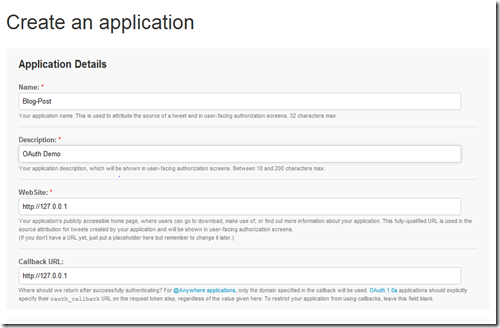 Create an application
Application Details
Name: *
Blog-Post
Your application name. This is used to attribute the source of a tweet and in user-facing authorization screens. 32 characters max.
Description: *
OAuth Demo
Your application description, which will be shown in user-facing authorization screens. Between 10 and 200 characters max.
WebSite: *
http://127.0.0.1
Your application's publicly accessible home page, where users can go to download, make use of, or find out more information about your application. This fully-qualified URL is used in the
source attribution for tweets created by your application and will be shown in user-facing authorization screens.
(If you don't have a URL yet, just put a placeholder here but remember to change it later.)
Callback URL:
http://127.0.0.1
Where should we return after successfully authenticating? For @Anywhere applications, only the domain specified in the callback will be used. OAuth 1.0a applications should explicitly
specify their oauth_callback URL on the request token step, regardless of the value given here. To restrict your application from using callbacks, leave this field blank.